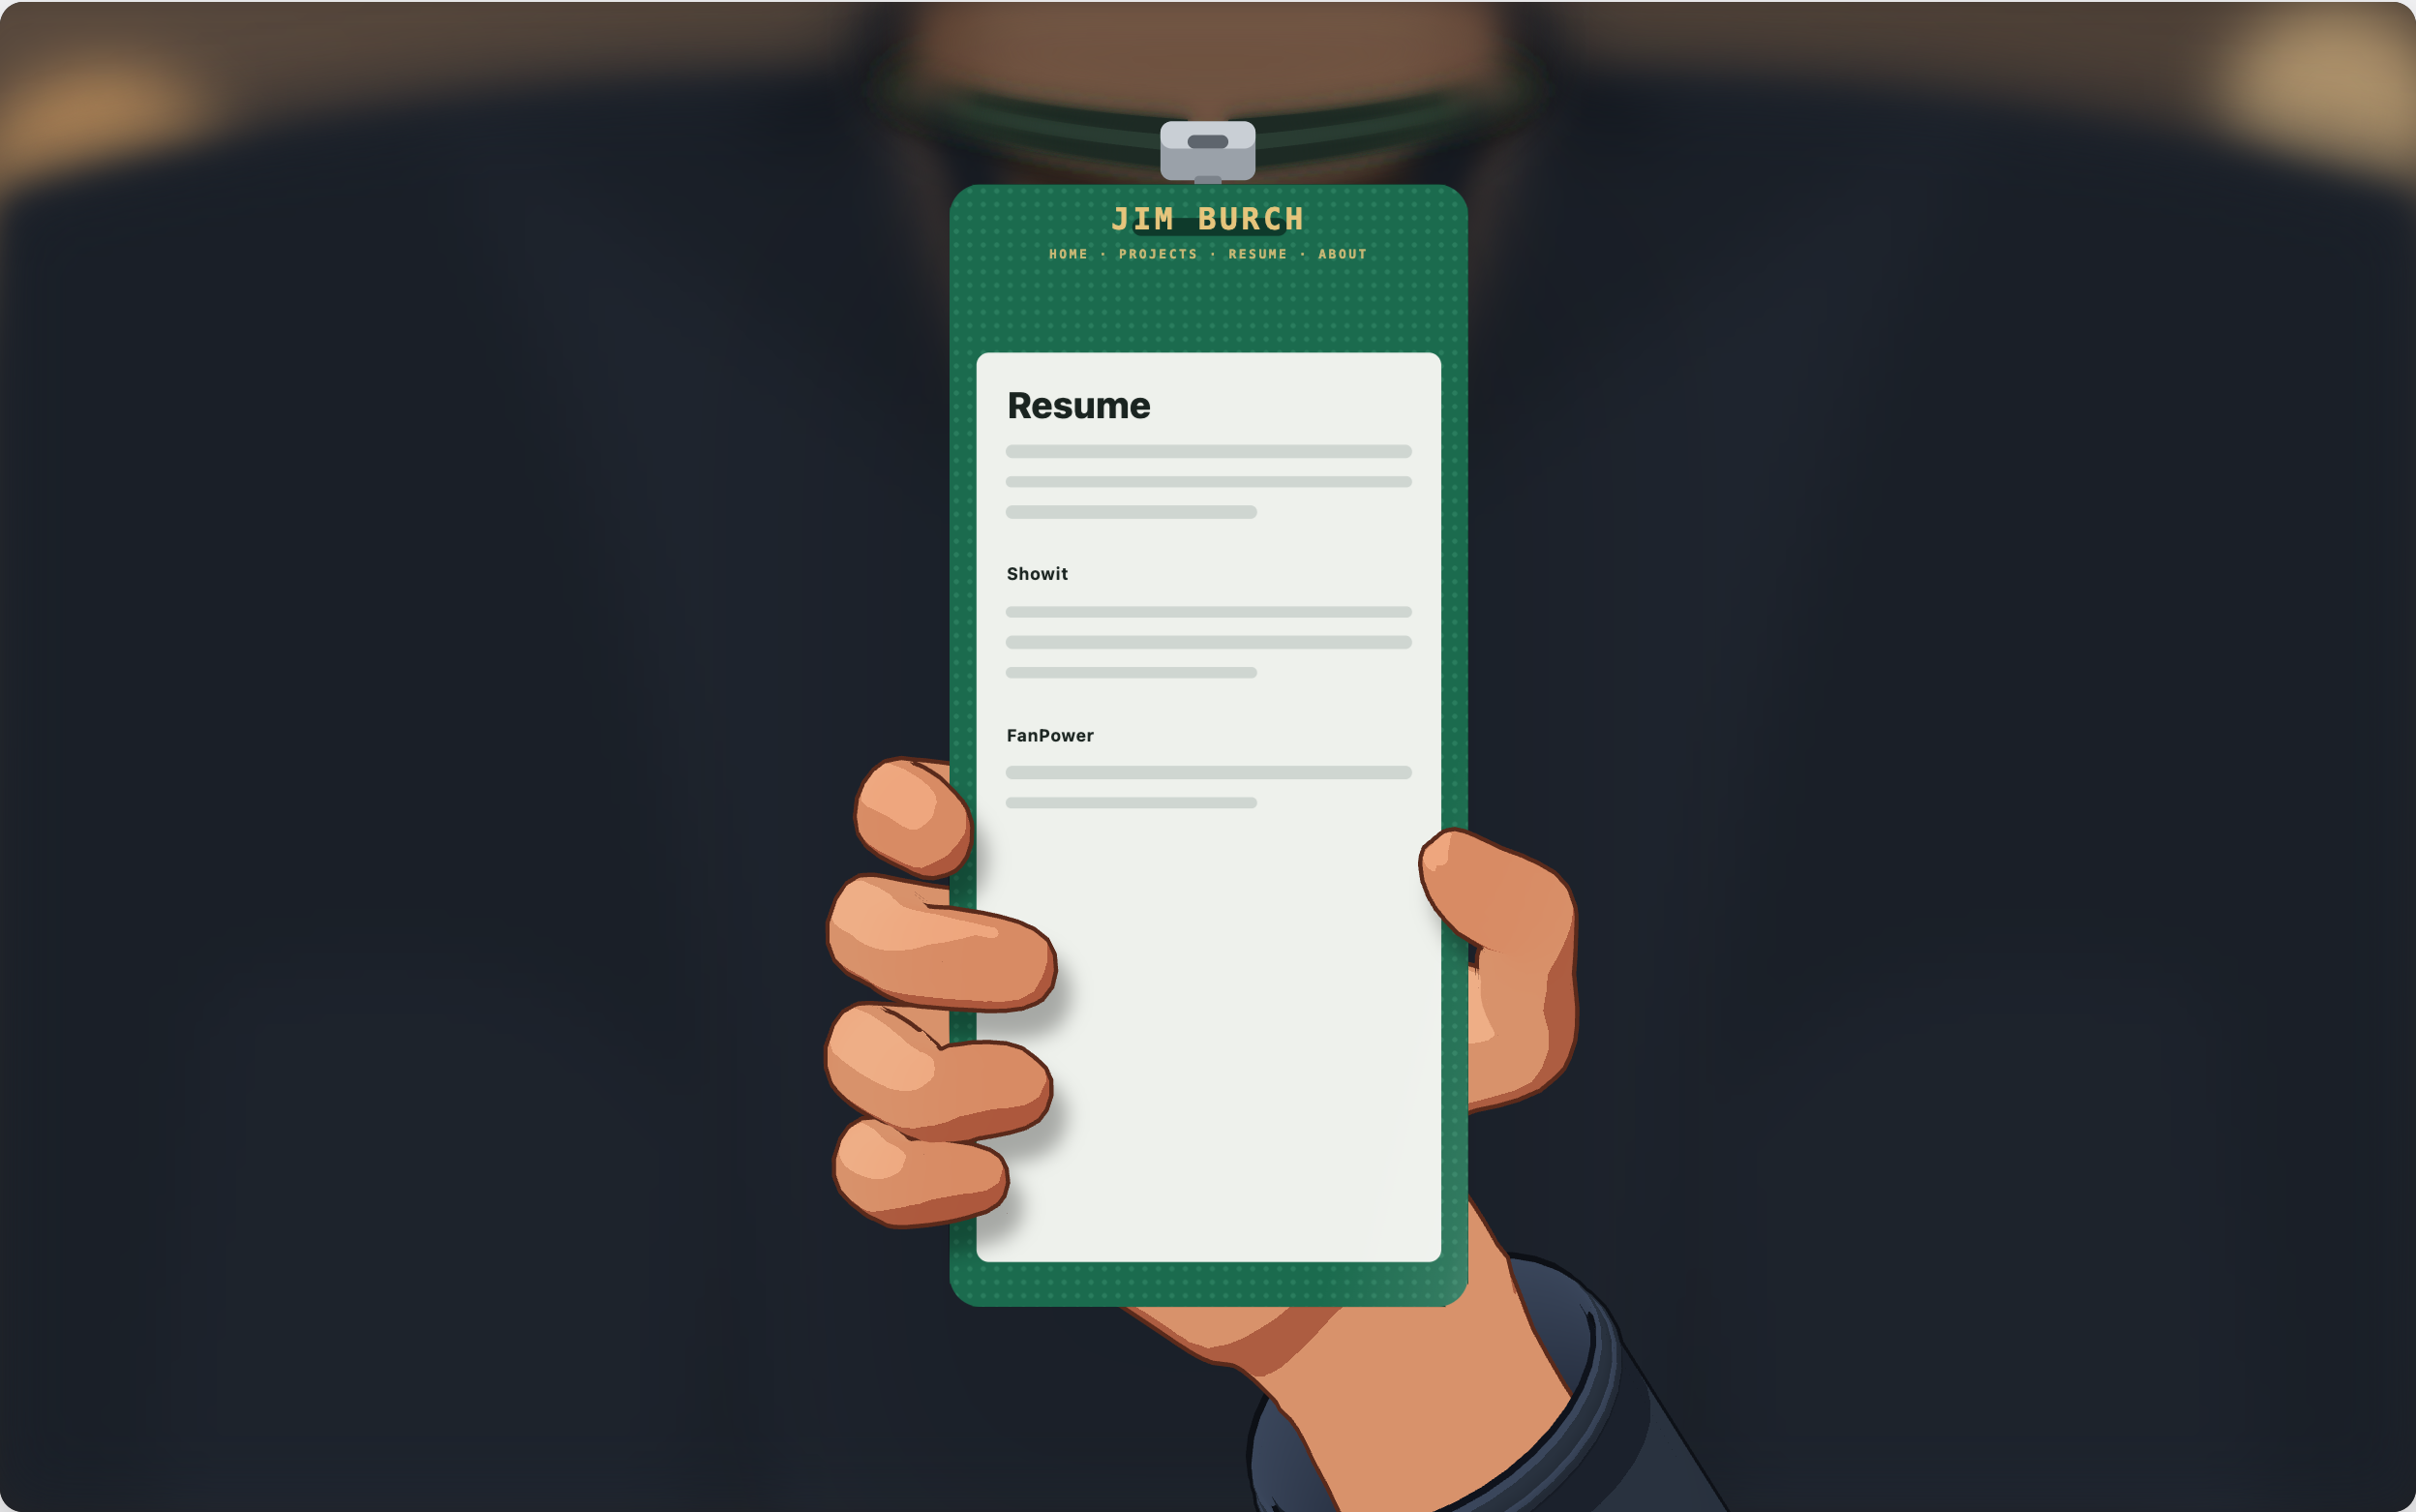 JIM BURCH
HOME · PROJECTS · RESUME · ABOUT
Resume
Showit
FanPower